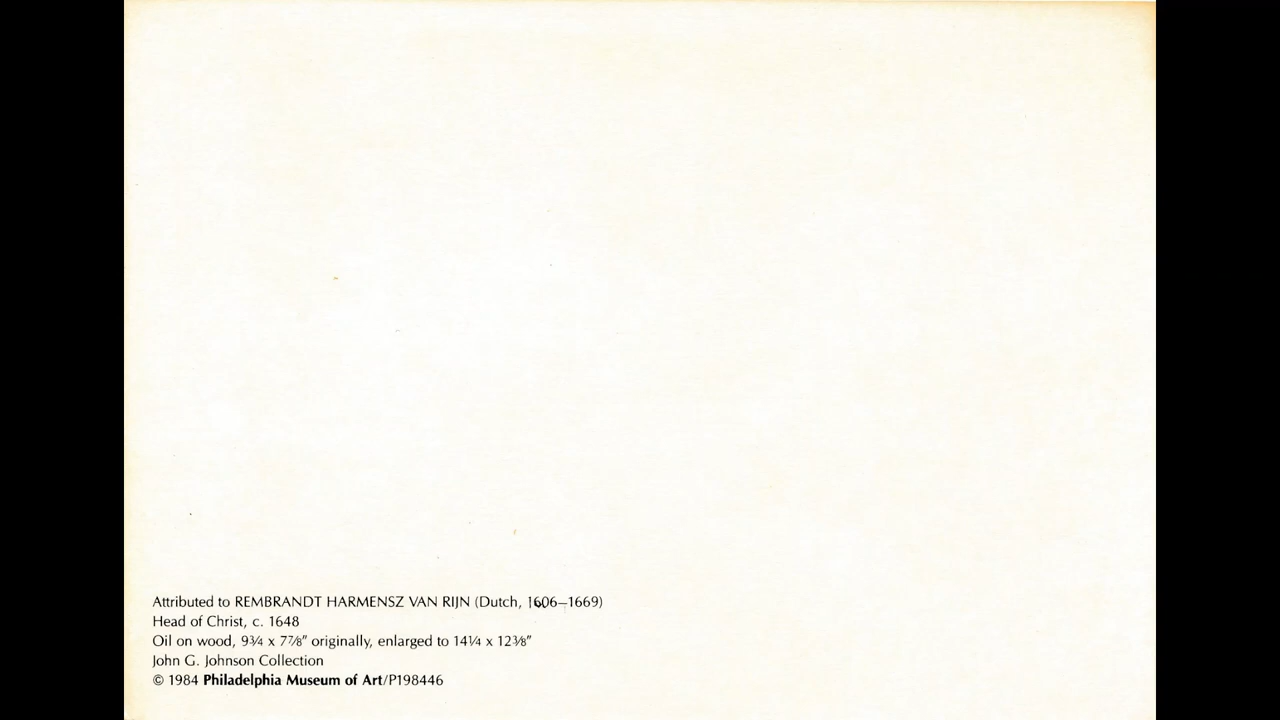 Attributed to REMBRANDT HARMENSZ VAN RIJN (Dutch, 1606–1669)
Head of Christ, c. 1648
Oil on wood, 9¾ x 7⅞" originally, enlarged to 14¼ x 12⅜"
John G. Johnson Collection
© 1984 Philadelphia Museum of Art/P198446